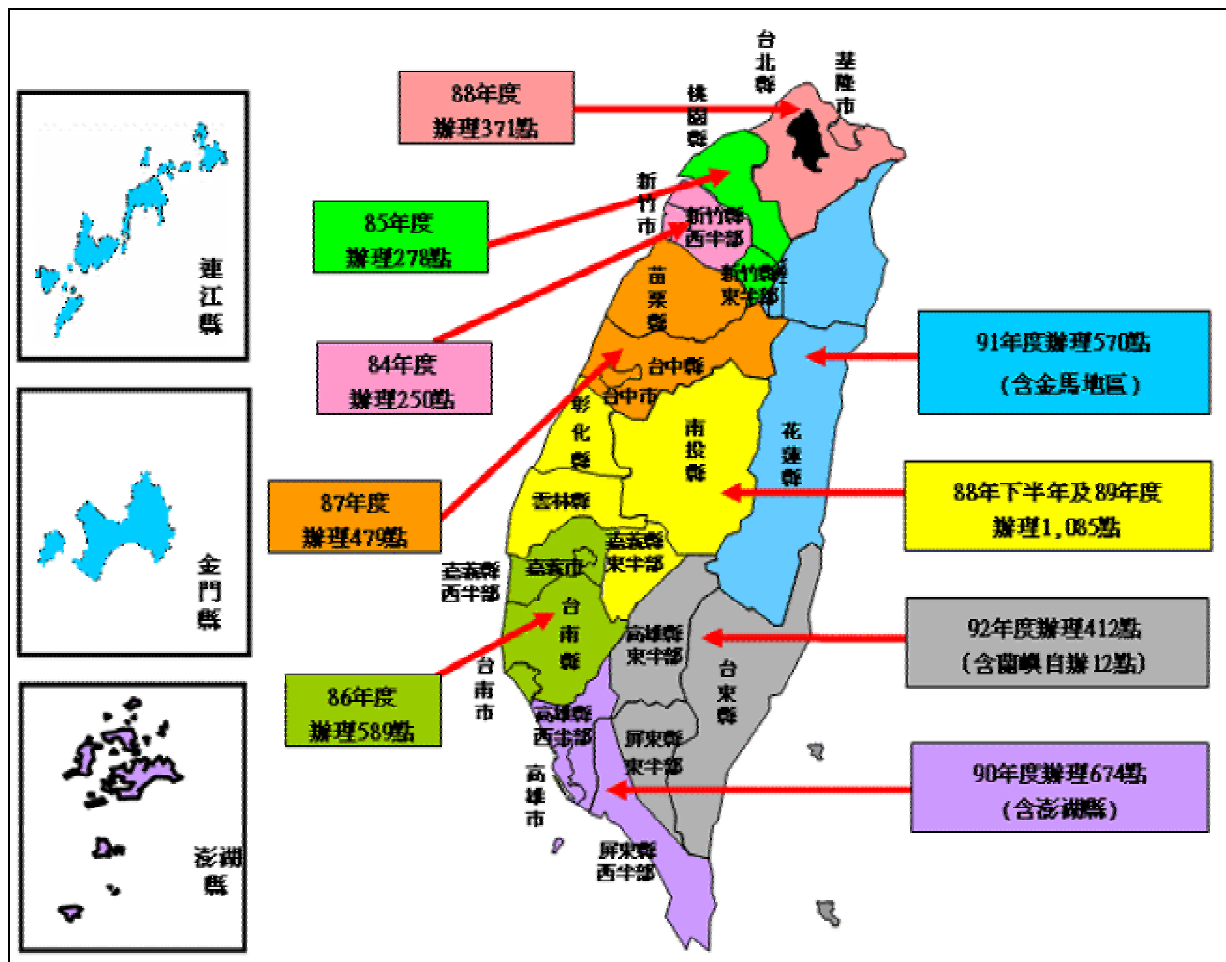 台北縣
基隆市
桃園縣
新竹市
88年度
辦理371點
85年度
辦理278點
新竹縣
西半部
新竹縣
東半部
84年度
辦理250點
苗栗縣
台中縣
台中市
91年度辦理570點
(含金馬地區)
彰化縣
南投縣
花蓮縣
87年度
辦理479點
雲林縣
88年下半年及89年度
辦理1,085點
嘉義縣
東半部
嘉義市
嘉義縣
西半部
台南縣
台南市
高雄縣
東半部
台東縣
92年度辦理412點
(含蘭嶼自辦12點)
86年度
辦理589點
高雄縣
西半部
屏東縣
東半部
高雄市
90年度辦理674點
(含澎湖縣)
屏東縣
西半部
連江縣
金門縣
澎湖
縣